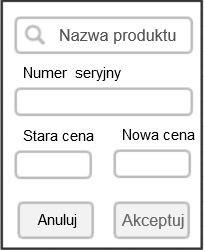 Nazwa produktu
Numer seryjny
Stara cena
Nowa cena
Anuluj
Akceptuj